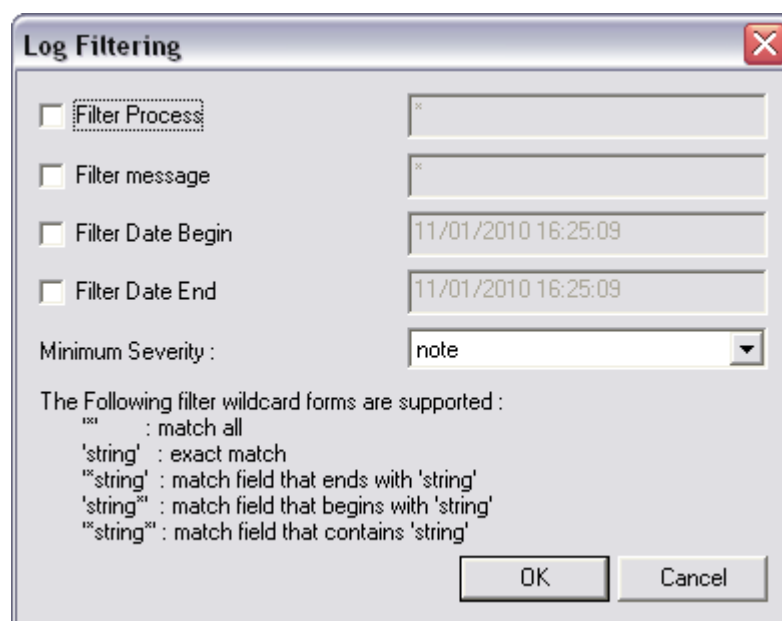 Log Filtering
Filter Process *
Filter message *
Filter Date Begin 11/01/2010 16:25:09
Filter Date End 11/01/2010 16:25:09
Minimum Severity : note
The Following filter wildcard forms are supported :
'*' : match all
'string' : exact match
'*string' : match field that ends with 'string'
'string*' : match field that begins with 'string'
'*string*' : match field that contains 'string'
OK Cancel